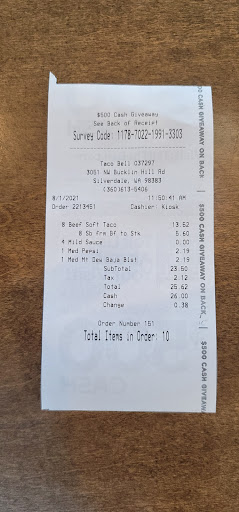 $500 Cash Giveaway
See Back of Receipt
Survey Code: 1178-7022-1991-3303
Taco Bell 037297
3051 NW Bucklin Hill Rd
Silverdale, WA 98383
(360)613-5406
8/1/2021 11:50:41 AM
Order 2213451 Cashier: Kiosk
8 Beef Soft Taco 13.52
8 Sb frm Bf to Stk 5.60
4 Mild Sauce 0.00
1 Med Pepsi 2.19
1 Med Mt Dew Baja Blst 2.19
SubTotal 23.50
Tax 2.12
Total 25.62
Cash 26.00
Change 0.38
Order Number 151
Total Items in Order: 10
$500 CASH GIVEAWAY ON BACK
$500 CASH GIVEAWAY ON BACK
$500 CASH GIVEAWAY